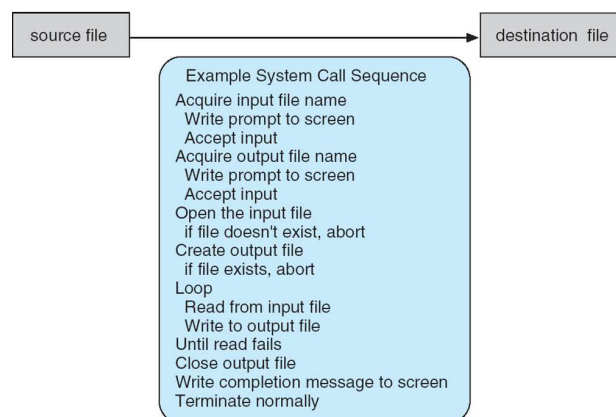 source file
destination file
Example System Call Sequence
Acquire input file name
Write prompt to screen
Accept input
Acquire output file name
Write prompt to screen
Accept input
Open the input file
if file doesn't exist, abort
Create output file
if file exists, abort
Loop
Read from input file
Write to output file
Until read fails
Close output file
Write completion message to screen
Terminate normally